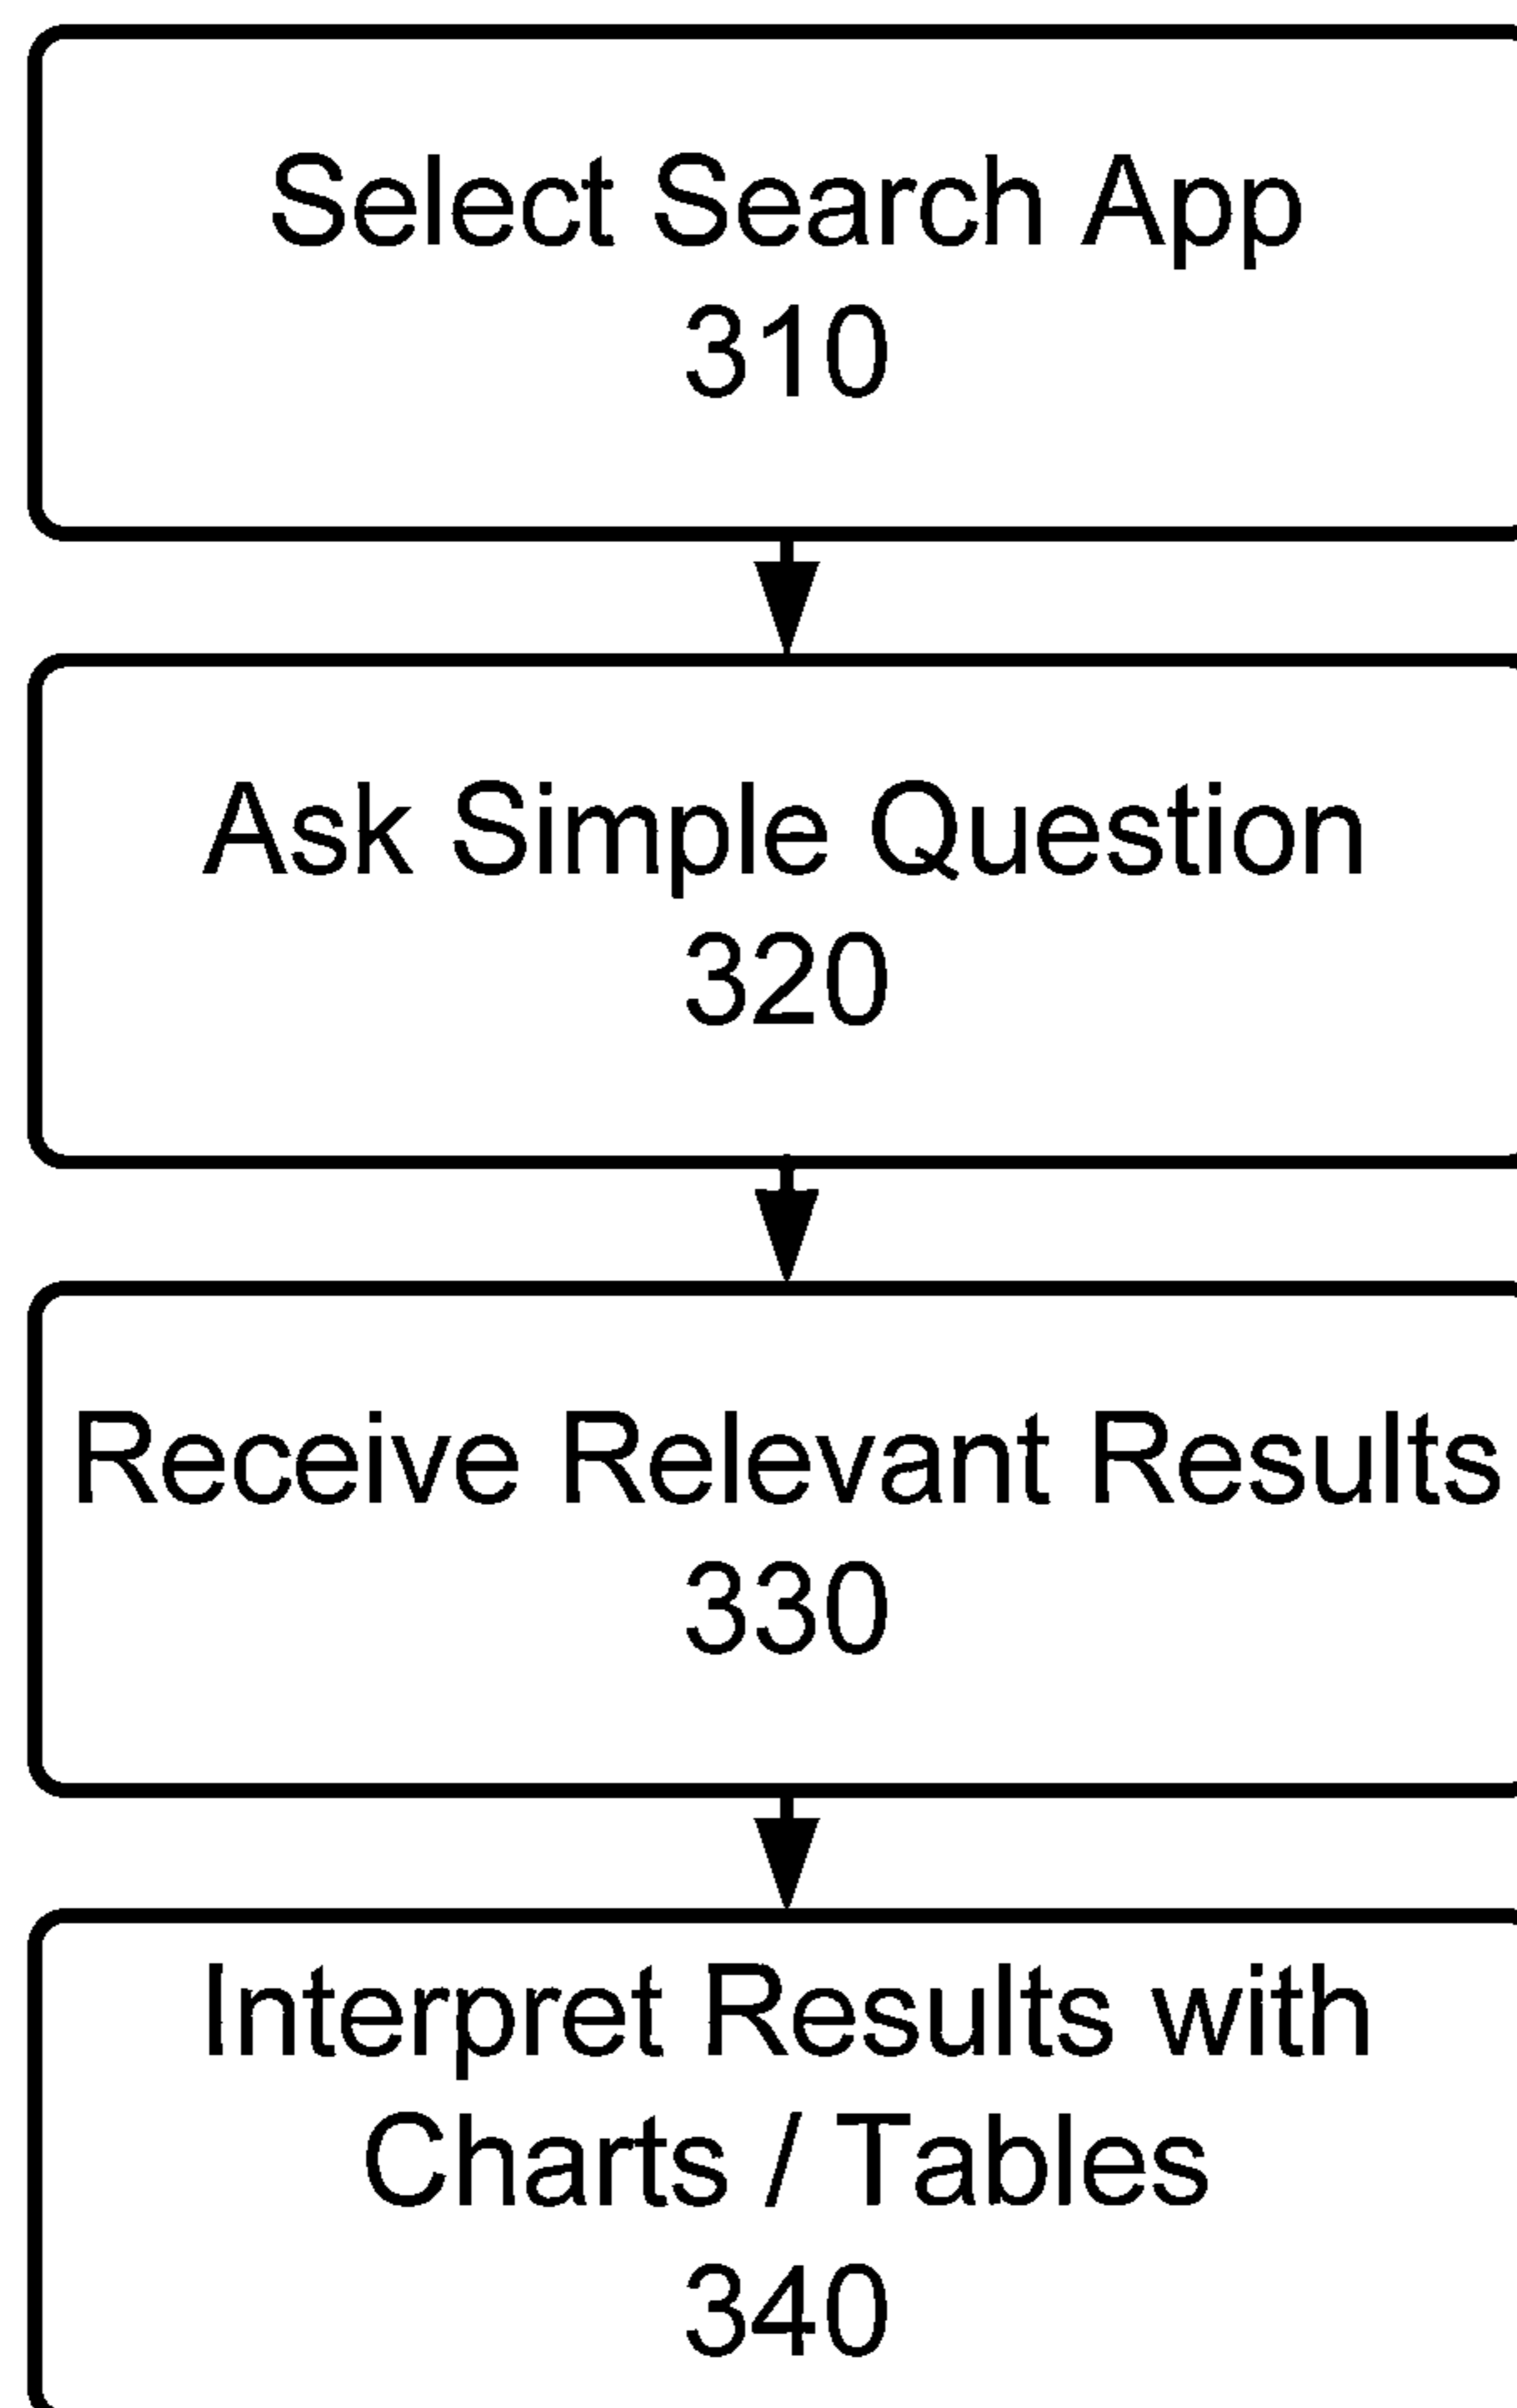 Select Search App
310
Ask Simple Question
320
Receive Relevant Results
330
Interpret Results with
Charts / Tables
340